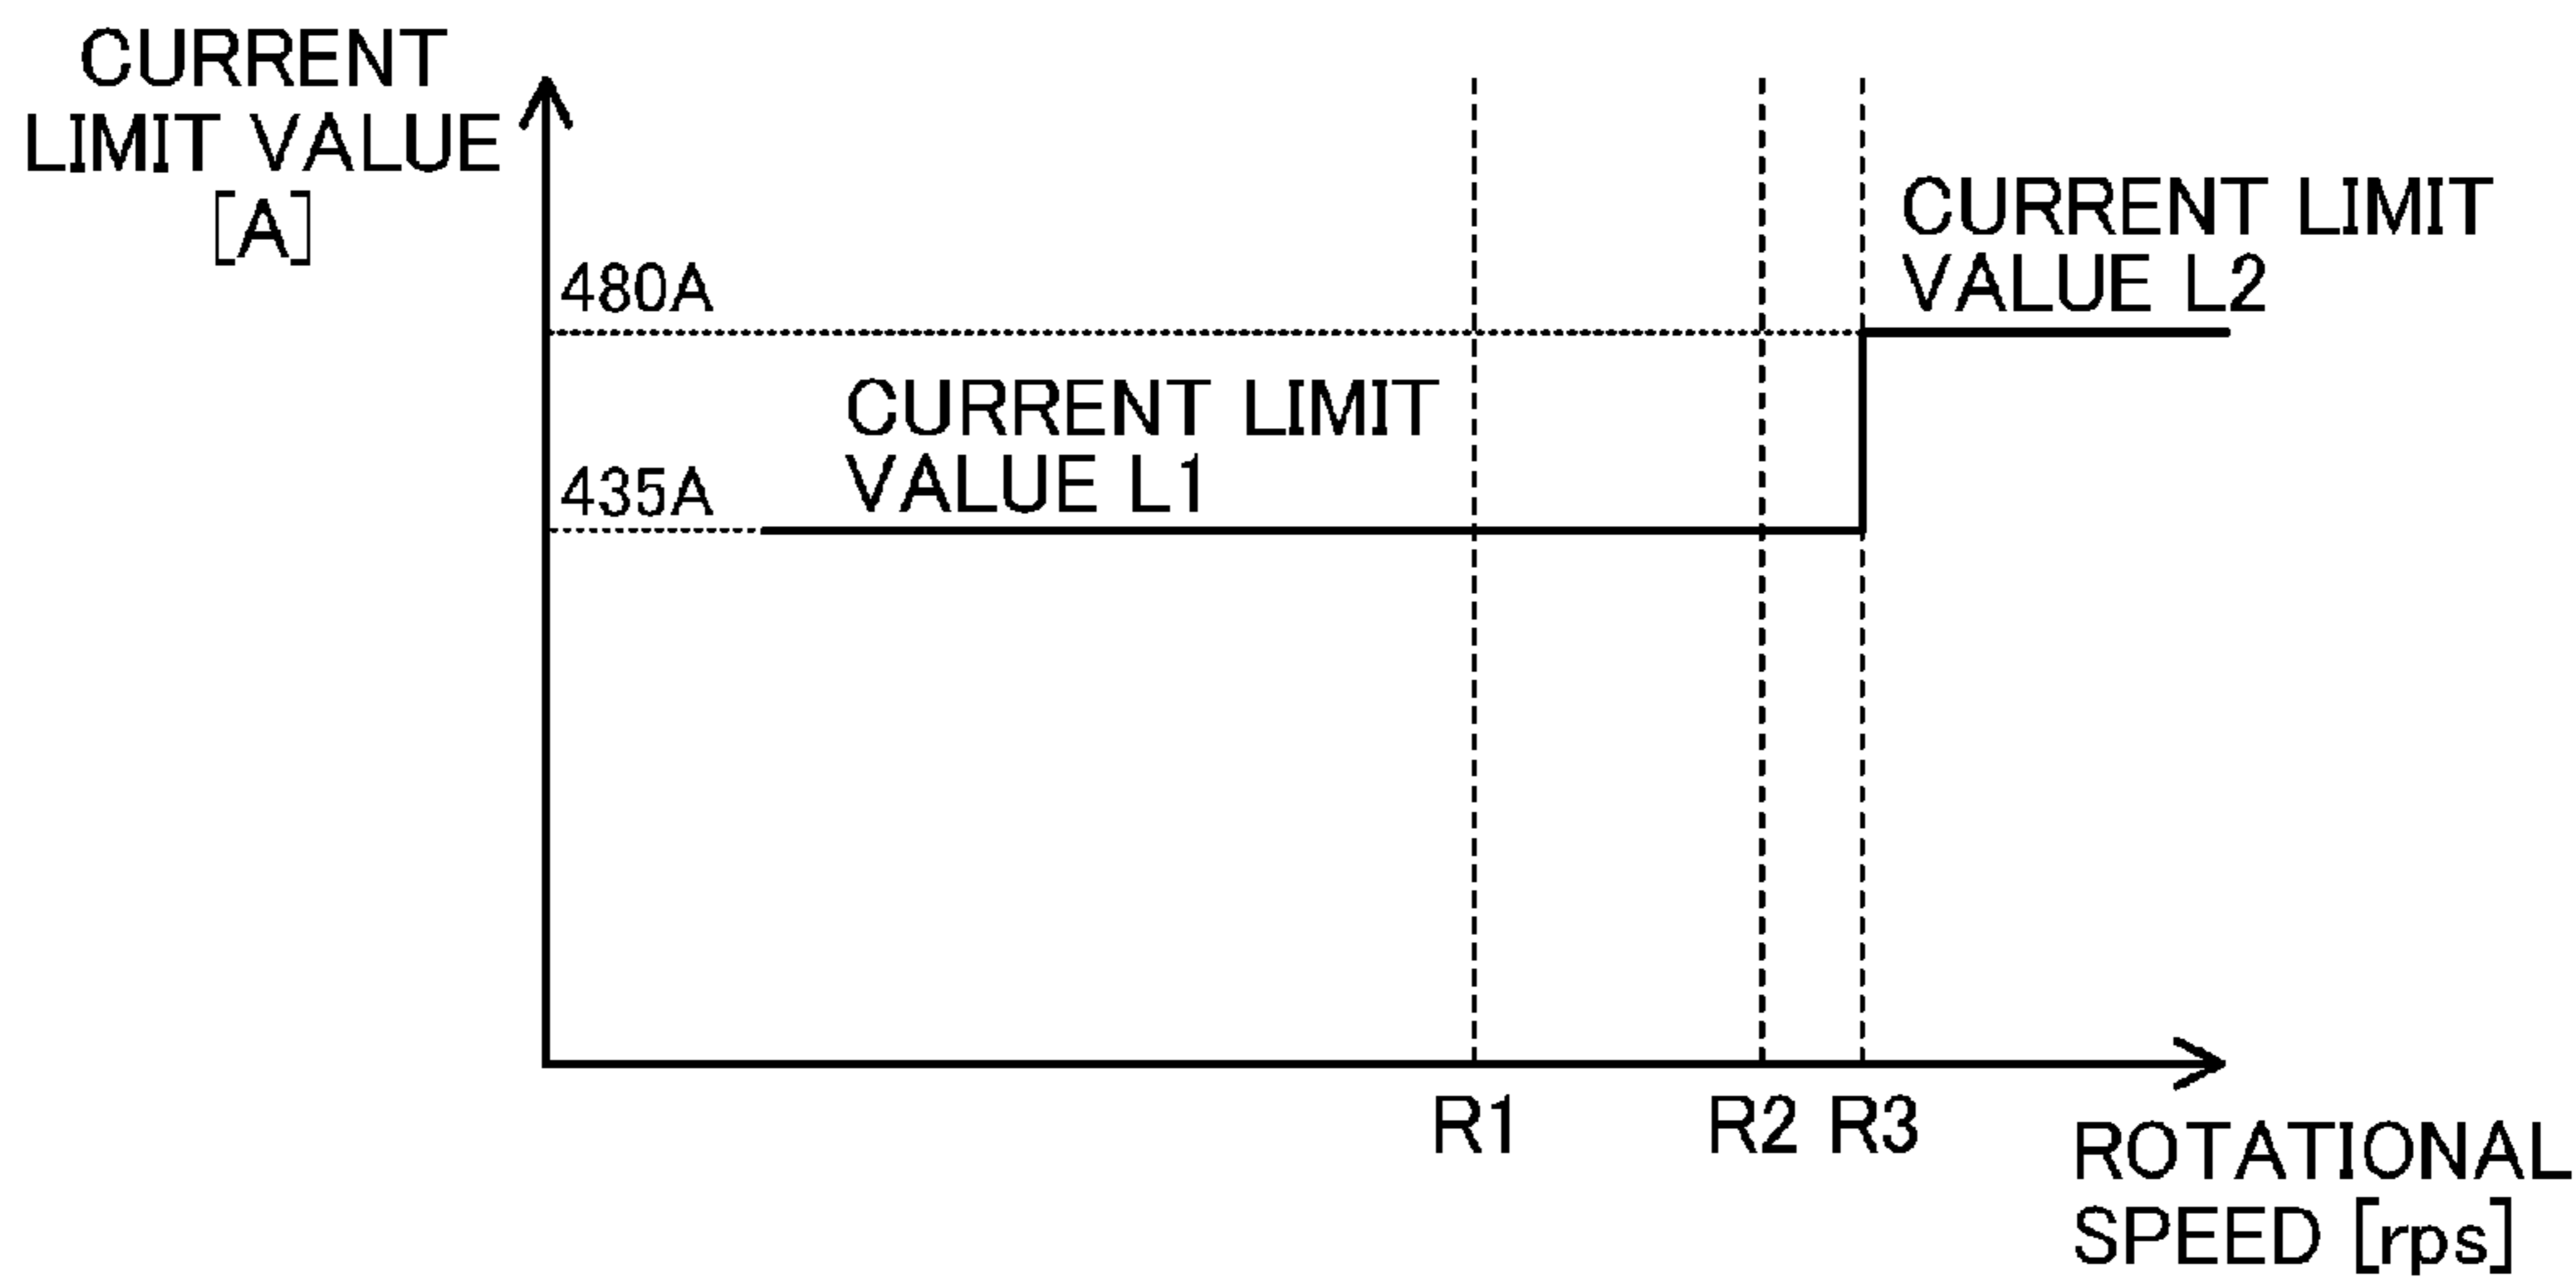 CURRENT
LIMIT VALUE
[A]
480A
CURRENT LIMIT
VALUE L2
CURRENT LIMIT
VALUE L1
435A
R1
R2
R3
ROTATIONAL
SPEED [rps]